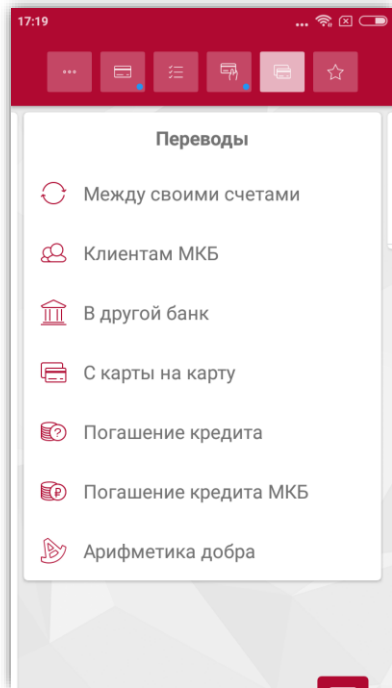 17:19
Переводы
Между своими счетами
Клиентам МКБ
В другой банк
С карты на карту
Погашение кредита
Погашение кредита МКБ
Арифметика добра